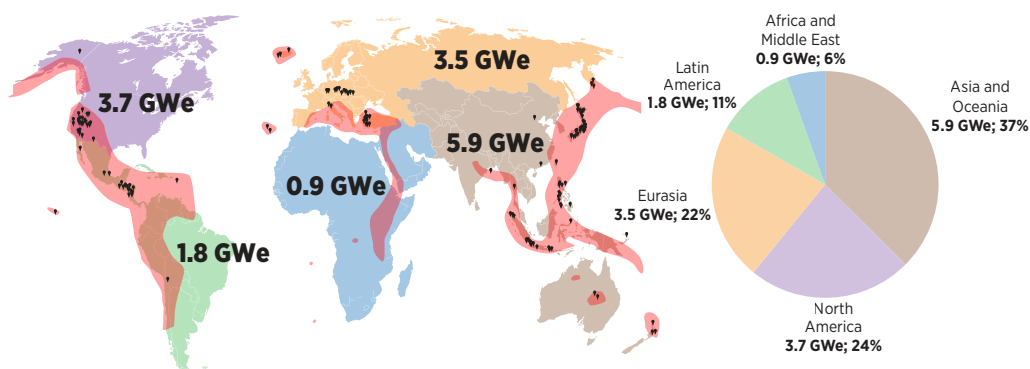 3.7 GWe
1.8 GWe
0.9 GWe
3.5 GWe
5.9 GWe
Africa and
Middle East
0.9 GWe; 6%
Latin
America
1.8 GWe; 11%
Eurasia
3.5 GWe; 22%
North
America
3.7 GWe; 24%
Asia and
Oceania
5.9 GWe; 37%